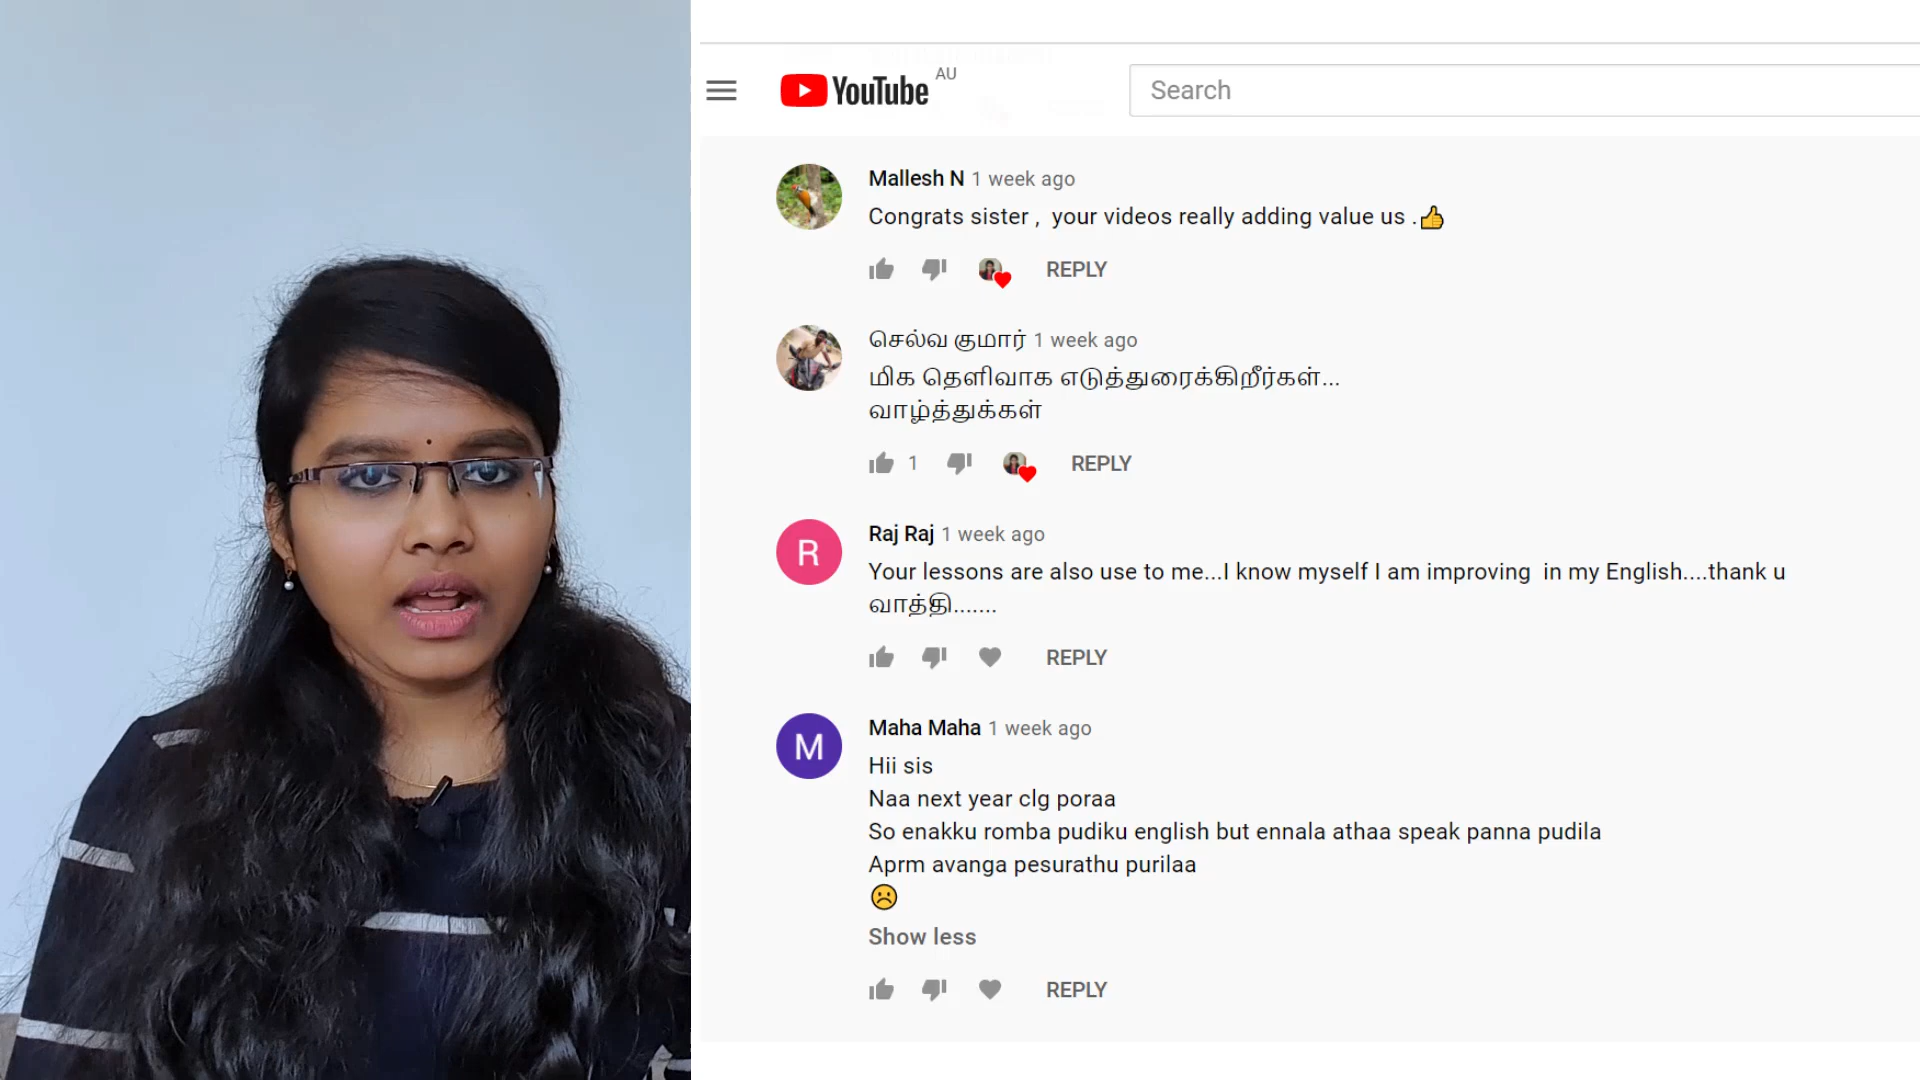 YouTube AU
Search
Mallesh N 1 week ago
Congrats sister ,  your videos really adding value us .👍
REPLY
செல்வ குமார் 1 week ago
மிக தெளிவாக எடுத்துரைக்கிறீர்கள்...
வாழ்த்துக்கள்
1 REPLY
R
Raj Raj 1 week ago
Your lessons are also use to me...I know myself I am improving  in my English....thank u
வாத்தி.......
REPLY
M
Maha Maha 1 week ago
Hii sis
Naa next year clg poraa
So enakku romba pudiku english but ennala athaa speak panna pudila
Aprm avanga pesurathu purilaa
☹️
Show less
REPLY